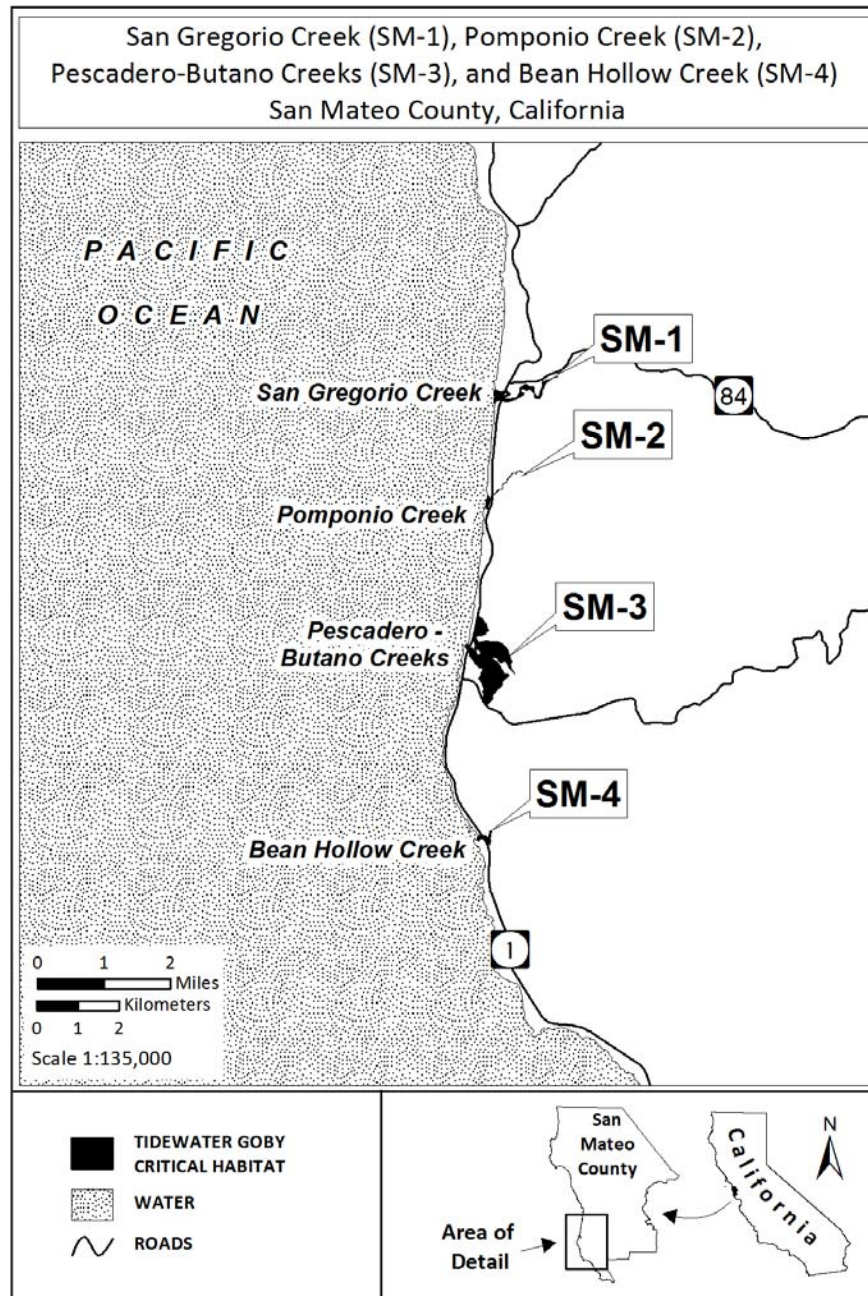 San Gregorio Creek (SM-1), Pomponio Creek (SM-2),
Pescadero-Butano Creeks (SM-3), and Bean Hollow Creek (SM-4)
San Mateo County, California
PACIFIC
OCEAN
SM-1
San Gregorio Creek
84
SM-2
Pomponio Creek
SM-3
Pescadero -
Butano Creeks
SM-4
Bean Hollow Creek
1
0 1 2
Miles
Kilometers
0 1 2
Scale 1:135,000
TIDEWATER GOBY
CRITICAL HABITAT
WATER
ROADS
San
Mateo
County
California
N
Area of
Detail